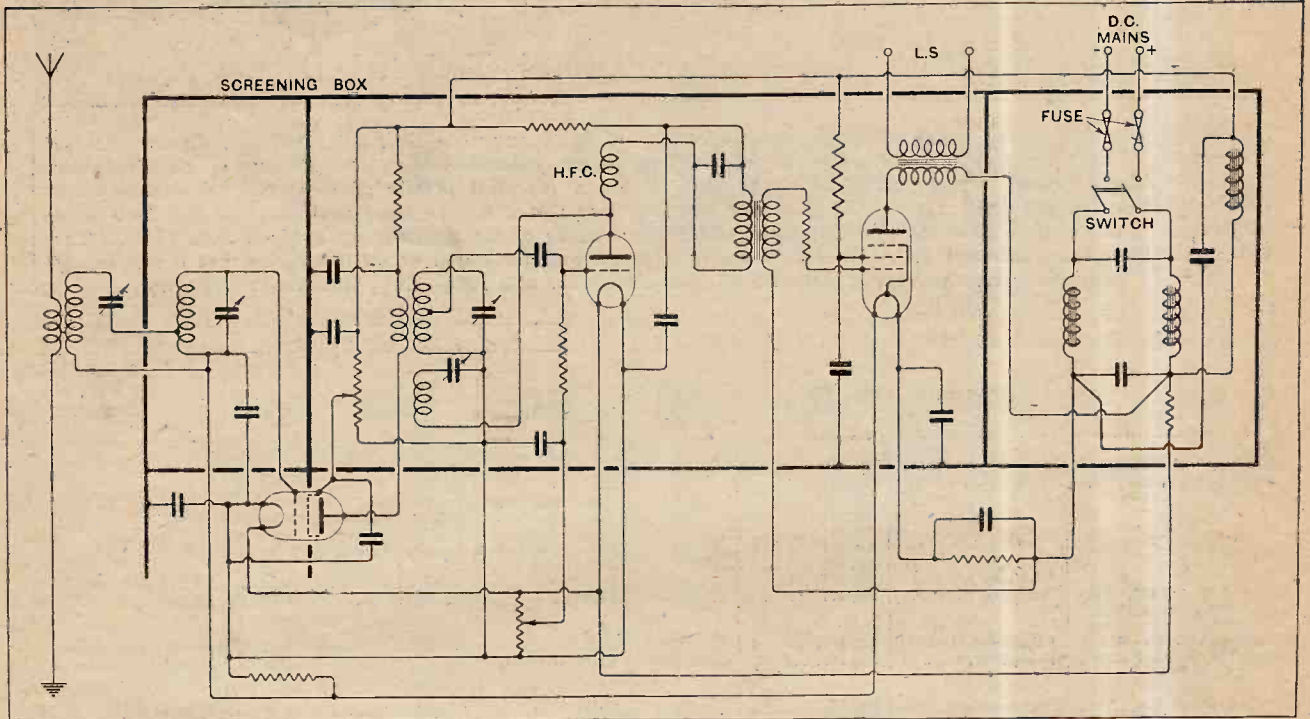 D.C.
MAINS
- +
L.S
SCREENING BOX
FUSE
H.F.C.
SWITCH